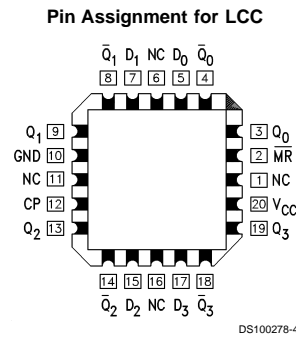 Pin Assignment for LCC
Q̅₁ D₁ NC D₀ Q̅₀
8 7 6 5 4
Q₁ 9
GND 10
NC 11
CP 12
Q₂ 13
3 Q₀
2 M̅R̅
1 NC
20 V_CC
19 Q₃
14 15 16 17 18
Q̅₂ D₂ NC D₃ Q̅₃
DS100278-4